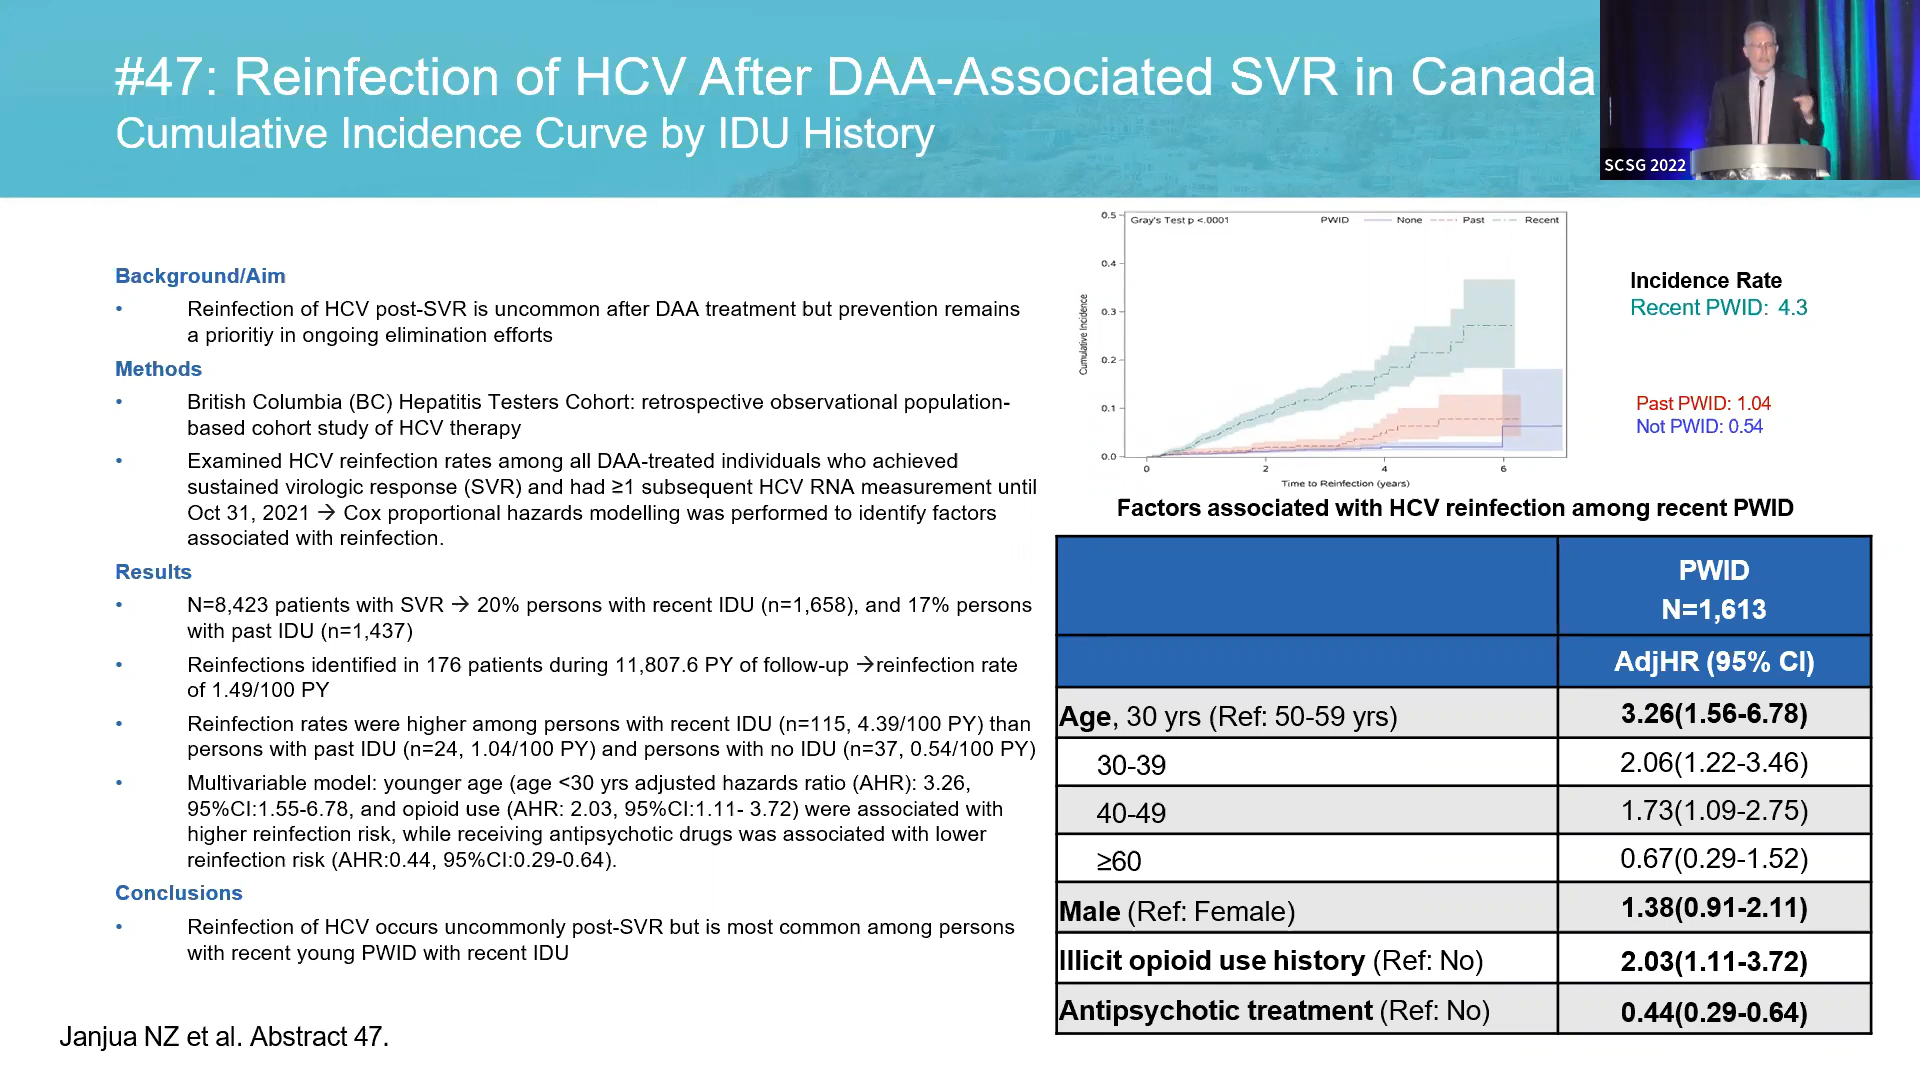 #47: Reinfection of HCV After DAA-Associated SVR in Canada
Cumulative Incidence Curve by IDU History
SCSG 2022
Background/Aim
• Reinfection of HCV post-SVR is uncommon after DAA treatment but prevention remains
a prioritiy in ongoing elimination efforts
Methods
• British Columbia (BC) Hepatitis Testers Cohort: retrospective observational population-
based cohort study of HCV therapy
• Examined HCV reinfection rates among all DAA-treated individuals who achieved
sustained virologic response (SVR) and had ≥1 subsequent HCV RNA measurement until
Oct 31, 2021 → Cox proportional hazards modelling was performed to identify factors
associated with reinfection.
Results
• N=8,423 patients with SVR → 20% persons with recent IDU (n=1,658), and 17% persons
with past IDU (n=1,437)
• Reinfections identified in 176 patients during 11,807.6 PY of follow-up →reinfection rate
of 1.49/100 PY
• Reinfection rates were higher among persons with recent IDU (n=115, 4.39/100 PY) than
persons with past IDU (n=24, 1.04/100 PY) and persons with no IDU (n=37, 0.54/100 PY)
• Multivariable model: younger age (age <30 yrs adjusted hazards ratio (AHR): 3.26,
95%CI:1.55-6.78, and opioid use (AHR: 2.03, 95%CI:1.11- 3.72) were associated with
higher reinfection risk, while receiving antipsychotic drugs was associated with lower
reinfection risk (AHR:0.44, 95%CI:0.29-0.64).
Conclusions
• Reinfection of HCV occurs uncommonly post-SVR but is most common among persons
with recent young PWID with recent IDU
Janjua NZ et al. Abstract 47.
Gray's Test p <.0001 PWID None Past Recent
Cumulative Incidence
0.5
0.4
0.3
0.2
0.1
0.0
0 2 4 6
Time to Reinfection (years)
Incidence Rate
Recent PWID: 4.3
Past PWID: 1.04
Not PWID: 0.54
Factors associated with HCV reinfection among recent PWID
PWID
N=1,613
AdjHR (95% CI)
Age, 30 yrs (Ref: 50-59 yrs) 3.26(1.56-6.78)
30-39 2.06(1.22-3.46)
40-49 1.73(1.09-2.75)
≥60 0.67(0.29-1.52)
Male (Ref: Female) 1.38(0.91-2.11)
Illicit opioid use history (Ref: No) 2.03(1.11-3.72)
Antipsychotic treatment (Ref: No) 0.44(0.29-0.64)